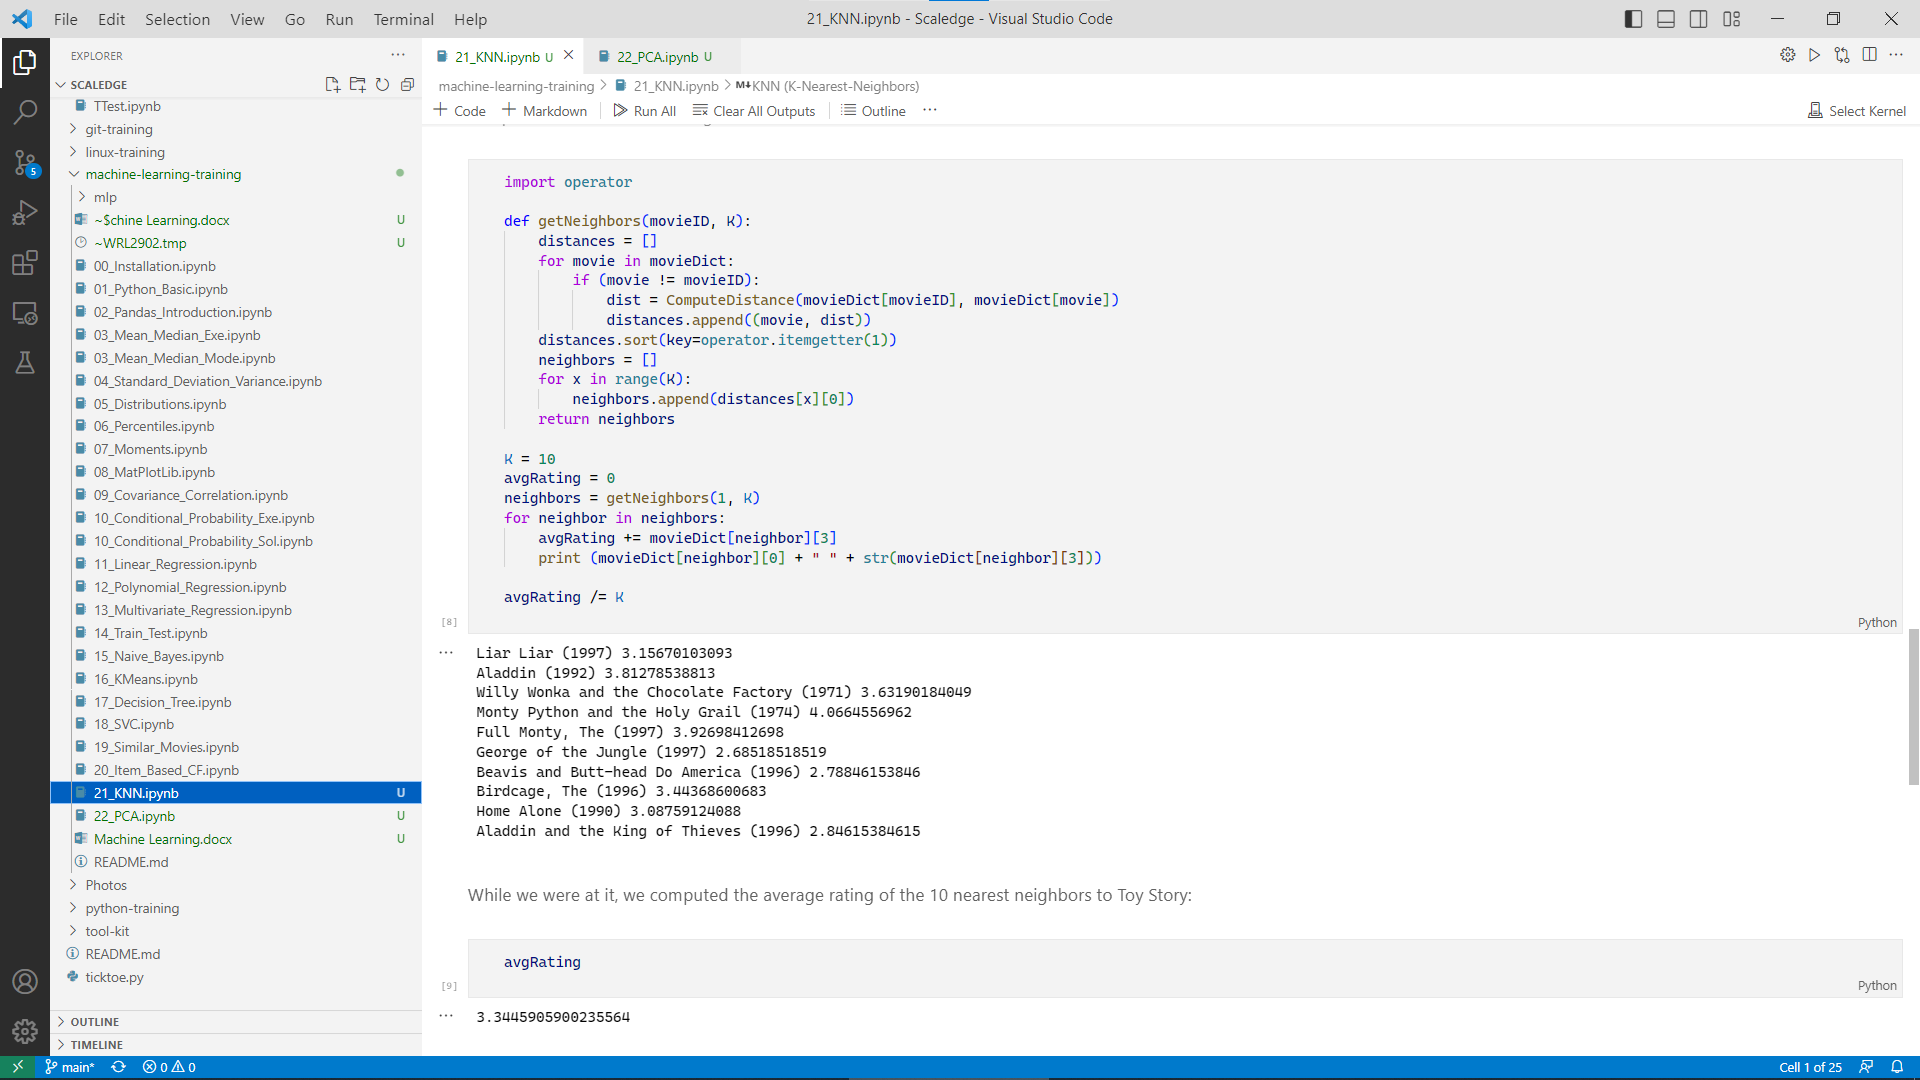 File Edit Selection View Go Run Terminal Help
21_KNN.ipynb - Scaledge - Visual Studio Code
EXPLORER
SCALEDGE
TTest.ipynb
git-training
linux-training
machine-learning-training
mlp
~$chine Learning.docx U
~WRL2902.tmp U
00_Installation.ipynb
01_Python_Basic.ipynb
02_Pandas_Introduction.ipynb
03_Mean_Median_Exe.ipynb
03_Mean_Median_Mode.ipynb
04_Standard_Deviation_Variance.ipynb
05_Distributions.ipynb
06_Percentiles.ipynb
07_Moments.ipynb
08_MatPlotLib.ipynb
09_Covariance_Correlation.ipynb
10_Conditional_Probability_Exe.ipynb
10_Conditional_Probability_Sol.ipynb
11_Linear_Regression.ipynb
12_Polynomial_Regression.ipynb
13_Multivariate_Regression.ipynb
14_Train_Test.ipynb
15_Naive_Bayes.ipynb
16_KMeans.ipynb
17_Decision_Tree.ipynb
18_SVC.ipynb
19_Similar_Movies.ipynb
20_Item_Based_CF.ipynb
21_KNN.ipynb U
22_PCA.ipynb U
Machine Learning.docx U
README.md
Photos
python-training
tool-kit
README.md
ticktoe.py
OUTLINE
TIMELINE
5
21_KNN.ipynb U 22_PCA.ipynb U
machine-learning-training > 21_KNN.ipynb > M↓KNN (K-Nearest-Neighbors)
+ Code + Markdown Run All Clear All Outputs Outline ... Select Kernel
import operator
def getNeighbors(movieID, K):
distances = []
for movie in movieDict:
if (movie != movieID):
dist = ComputeDistance(movieDict[movieID], movieDict[movie])
distances.append((movie, dist))
distances.sort(key=operator.itemgetter(1))
neighbors = []
for x in range(K):
neighbors.append(distances[x][0])
return neighbors
K = 10
avgRating = 0
neighbors = getNeighbors(1, K)
for neighbor in neighbors:
avgRating += movieDict[neighbor][3]
print (movieDict[neighbor][0] + " " + str(movieDict[neighbor][3]))
avgRating /= K
[8] Python
Liar Liar (1997) 3.15670103093
Aladdin (1992) 3.81278538813
Willy Wonka and the Chocolate Factory (1971) 3.63190184049
Monty Python and the Holy Grail (1974) 4.0664556962
Full Monty, The (1997) 3.92698412698
George of the Jungle (1997) 2.68518518519
Beavis and Butt-head Do America (1996) 2.78846153846
Birdcage, The (1996) 3.44368600683
Home Alone (1990) 3.08759124088
Aladdin and the King of Thieves (1996) 2.84615384615
While we were at it, we computed the average rating of the 10 nearest neighbors to Toy Story:
avgRating
[9] Python
3.3445905900235564
main* 0 0 Cell 1 of 25